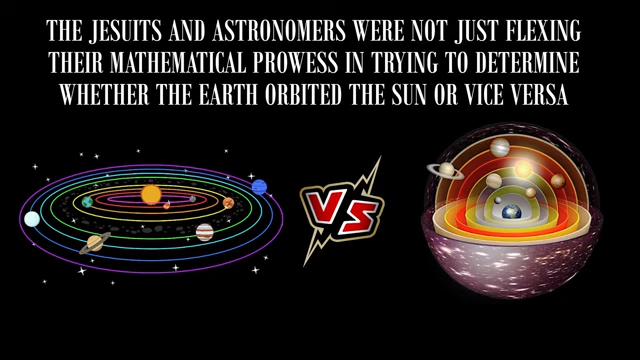 THE JESUITS AND ASTRONOMERS WERE NOT JUST FLEXING
THEIR MATHEMATICAL PROWESS IN TRYING TO DETERMINE
WHETHER THE EARTH ORBITED THE SUN OR VICE VERSA
VS